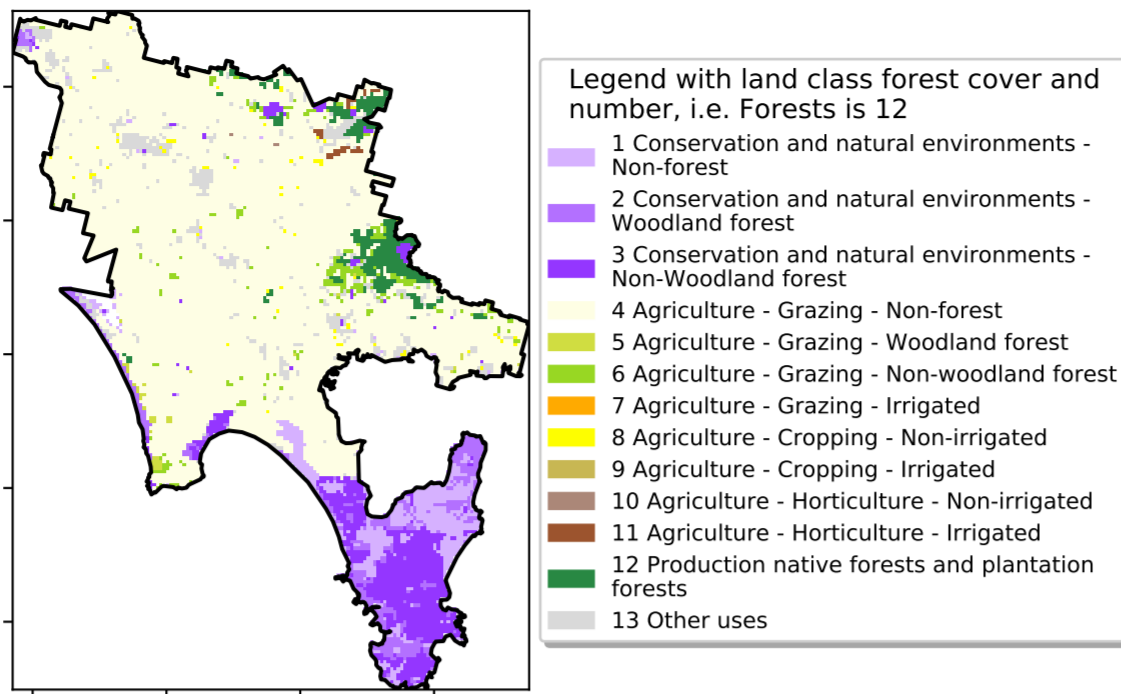 Legend with land class forest cover and
number, i.e. Forests is 12
1 Conservation and natural environments -
Non-forest
2 Conservation and natural environments -
Woodland forest
3 Conservation and natural environments -
Non-Woodland forest
4 Agriculture - Grazing - Non-forest
5 Agriculture - Grazing - Woodland forest
6 Agriculture - Grazing - Non-woodland forest
7 Agriculture - Grazing - Irrigated
8 Agriculture - Cropping - Non-irrigated
9 Agriculture - Cropping - Irrigated
10 Agriculture - Horticulture - Non-irrigated
11 Agriculture - Horticulture - Irrigated
12 Production native forests and plantation
forests
13 Other uses